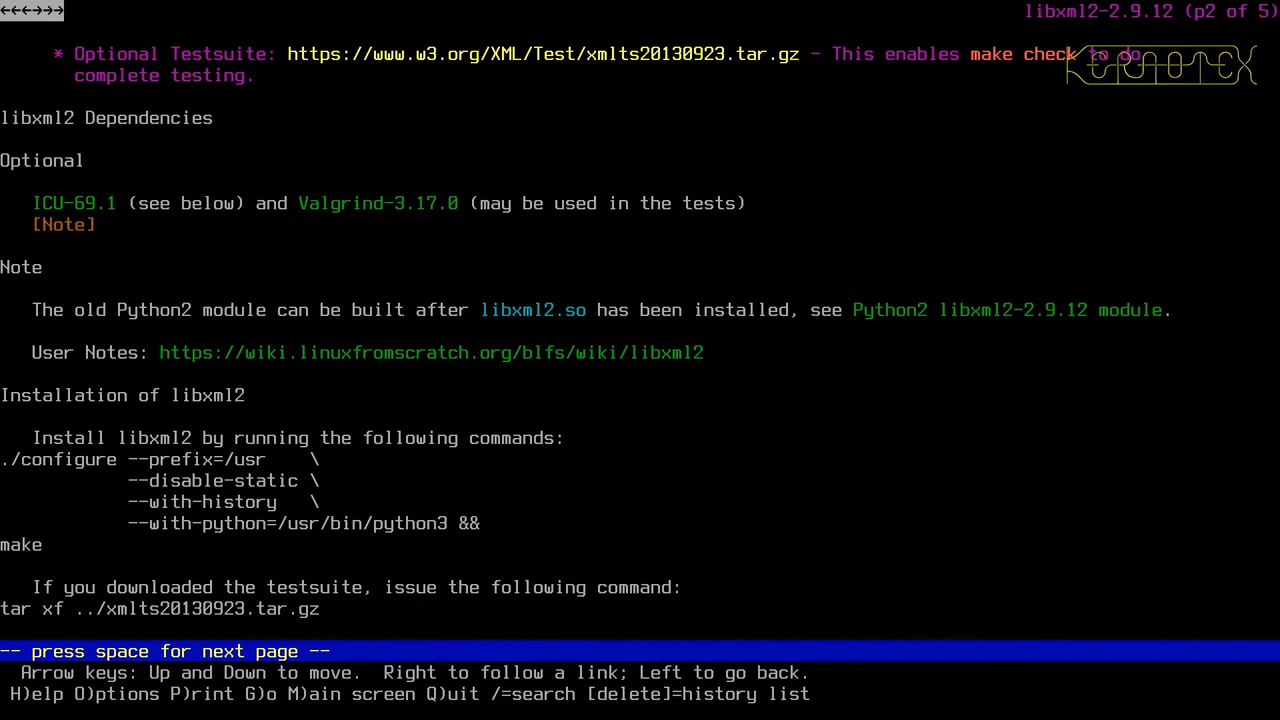 ←←←→→→ libxml2-2.9.12 (p2 of 5)
* Optional Testsuite: https://www.w3.org/XML/Test/xmlts20130923.tar.gz - This enables make check to do
KERNOTEX
complete testing.
libxml2 Dependencies
Optional
ICU-69.1 (see below) and Valgrind-3.17.0 (may be used in the tests)
[Note]
Note
The old Python2 module can be built after libxml2.so has been installed, see Python2 libxml2-2.9.12 module.
User Notes: https://wiki.linuxfromscratch.org/blfs/wiki/libxml2
Installation of libxml2
Install libxml2 by running the following commands:
./configure --prefix=/usr    \
--disable-static \
--with-history   \
--with-python=/usr/bin/python3 &&
make
If you downloaded the testsuite, issue the following command:
tar xf ../xmlts20130923.tar.gz
-- press space for next page --
Arrow keys: Up and Down to move.  Right to follow a link; Left to go back.
H)elp O)ptions P)rint G)o M)ain screen Q)uit /=search [delete]=history list